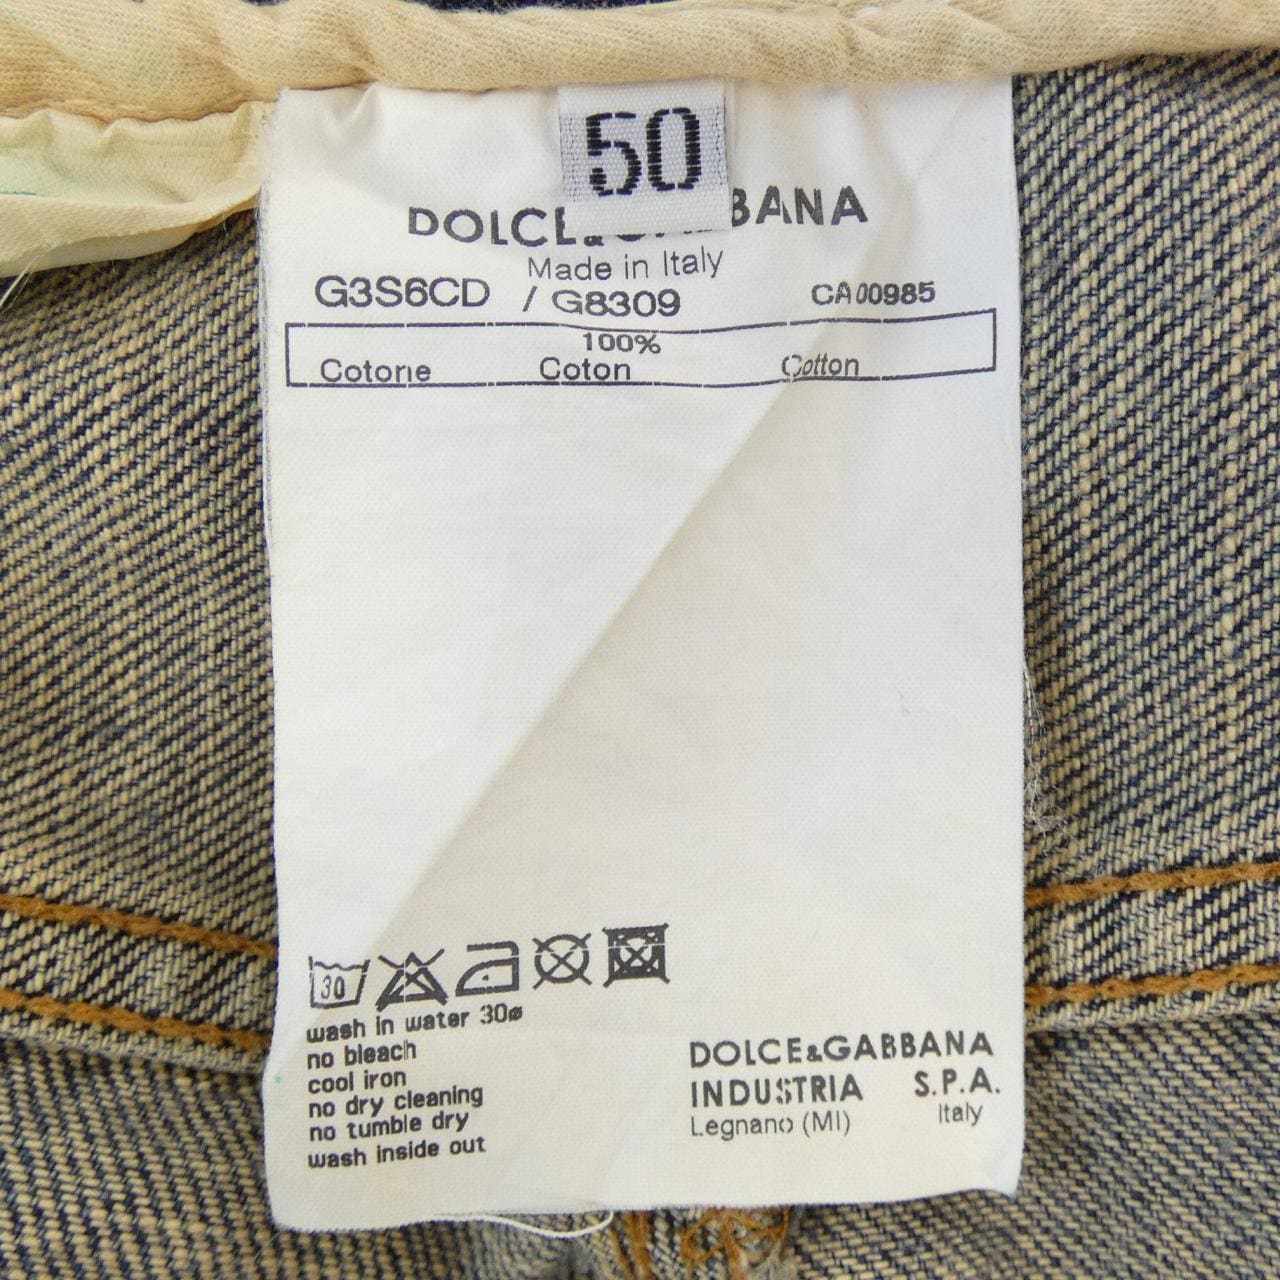 50
DOLCE&GABBANA
Made in Italy
G3S6CD / G8309 CA00985
100%
Cotone Coton Cotton
30
wash in water 30ø
no bleach
cool iron
no dry cleaning
no tumble dry
wash inside out
DOLCE&GABBANA
INDUSTRIA S.P.A.
Legnano (MI) Italy